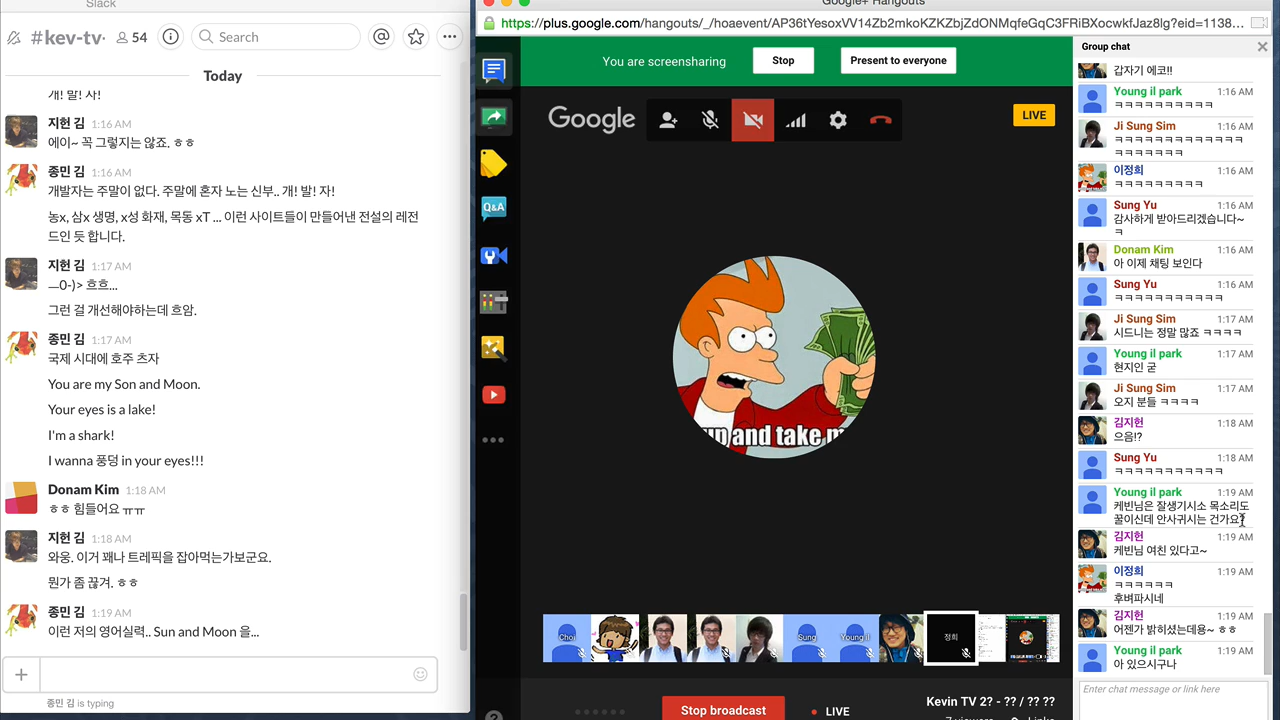 Slack
#kev-tv
54
Search
Today
개! 말! 사!
지헌 김 1:16 AM
에이~ 꼭 그렇지는 않죠. ㅎㅎ
종민 김 1:16 AM
개발자는 주말이 없다. 주말에 혼자 노는 신부.. 개! 발! 자!
농x, 삼x 생명, x성 화재, 목동 xT ... 이런 사이트들이 만들어낸 전설의 레전
드인 듯 합니다.
지헌 김 1:17 AM
—0-)> 흐흐...
그런 걸 개선해야하는데 흐암.
종민 김 1:17 AM
국제 시대에 호주 츠자
You are my Son and Moon.
Your eyes is a lake!
I'm a shark!
I wanna 풍덩 in your eyes!!!
Donam Kim 1:18 AM
ㅎㅎ 힘들어요 ㅠㅠ
지헌 김 1:18 AM
와웅. 이거 꽤나 트레픽을 잡아먹는가보군요.
뭔가 좀 끊겨. ㅎㅎ
종민 김 1:19 AM
이런 저의 영어실력.. Sun and Moon 을...
종민 김 is typing
Google+ Hangouts
https://plus.google.com/hangouts/_/hoaevent/AP36tYesoxVV14Zb2mkoKZKZbjZdONMqfeGqC3FRiBXocwkfJaz8lg?eid=1138...
You are screensharing
Stop
Present to everyone
Google
LIVE
Q&A
up and take m
Choi
Sung
Young il
정희
Stop broadcast
LIVE
Kevin TV 2? - ?? / ?? ??
7 viewers
Links
Group chat
갑자기 에코!!
Young il park 1:16 AM
ㅋㅋㅋㅋㅋㅋㅋㅋㅋㅋ
Ji Sung Sim 1:16 AM
ㅋㅋㅋㅋㅋㅋㅋㅋㅋㅋㅋㅋㅋ
ㅋㅋㅋㅋㅋㅋㅋ
이정희 1:16 AM
ㅋㅋㅋㅋㅋㅋㅋㅋㅋ
Sung Yu 1:16 AM
감사하게 받아드리겠습니다~
ㅋ
Donam Kim 1:16 AM
아 이제 채팅 보인다
Sung Yu 1:16 AM
ㅋㅋㅋㅋㅋㅋㅋㅋㅋㅋㅋ
Ji Sung Sim 1:17 AM
시드니는 정말 많죠 ㅋㅋㅋㅋ
Young il park 1:17 AM
현지인 굳
Ji Sung Sim 1:17 AM
오지 분들 ㅋㅋㅋㅋ
김지헌 1:18 AM
으음!?
Sung Yu 1:18 AM
ㅋㅋㅋㅋㅋㅋㅋㅋㅋㅋㅋ
Young il park 1:19 AM
케빈님은 잘생기시소 목소리도
꿀이신데 안사귀시는 건가요?
김지헌 1:19 AM
케빈님 여친 있다고~
이정희 1:19 AM
ㅋㅋㅋㅋㅋㅋ
후벼파시네
김지헌 1:19 AM
어젠가 밝히셨는데용~ ㅎㅎ
Young il park 1:19 AM
아 있으시구나
Enter chat message or link here